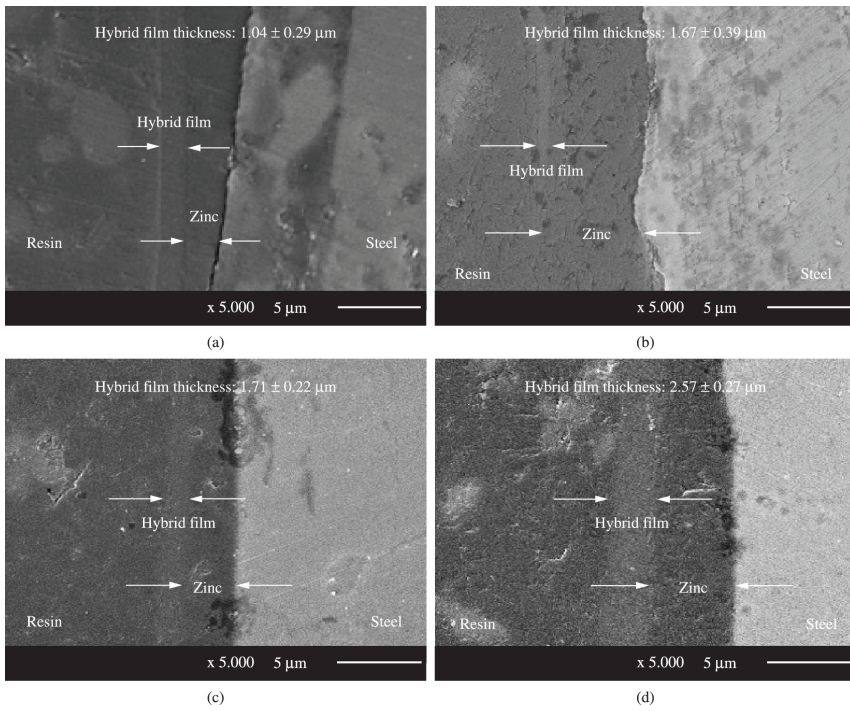 Hybrid film thickness: 1.04 ± 0.29 μm
Hybrid film
Zinc
Resin
Steel
x 5.000 5 μm
(a)
Hybrid film thickness: 1.67 ± 0.39 μm
Hybrid film
Zinc
Resin
Steel
x 5.000 5 μm
(b)
Hybrid film thickness: 1.71 ± 0.22 μm
Hybrid film
Zinc
Resin
Steel
x 5.000 5 μm
(c)
Hybrid film thickness: 2.57 ± 0.27 μm
Hybrid film
Zinc
Resin
Steel
x 5.000 5 μm
(d)